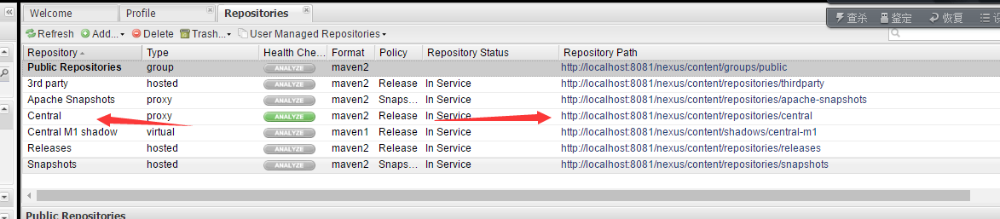 Welcome Profile Repositories
查杀 鉴定 恢复
Refresh Add... Delete Trash... User Managed Repositories
Repository Type Health Che... Format Policy Repository Status Repository Path
Public Repositories group ANALYZE maven2 http://localhost:8081/nexus/content/groups/public
3rd party hosted ANALYZE maven2 Release In Service http://localhost:8081/nexus/content/repositories/thirdparty
Apache Snapshots proxy ANALYZE maven2 Snaps... In Service http://localhost:8081/nexus/content/repositories/apache-snapshots
Central proxy ANALYZE maven2 Release In Service http://localhost:8081/nexus/content/repositories/central
Central M1 shadow virtual ANALYZE maven1 Release In Service http://localhost:8081/nexus/content/shadows/central-m1
Releases hosted ANALYZE maven2 Release In Service http://localhost:8081/nexus/content/repositories/releases
Snapshots hosted ANALYZE maven2 Snaps... In Service http://localhost:8081/nexus/content/repositories/snapshots
Public Repositories